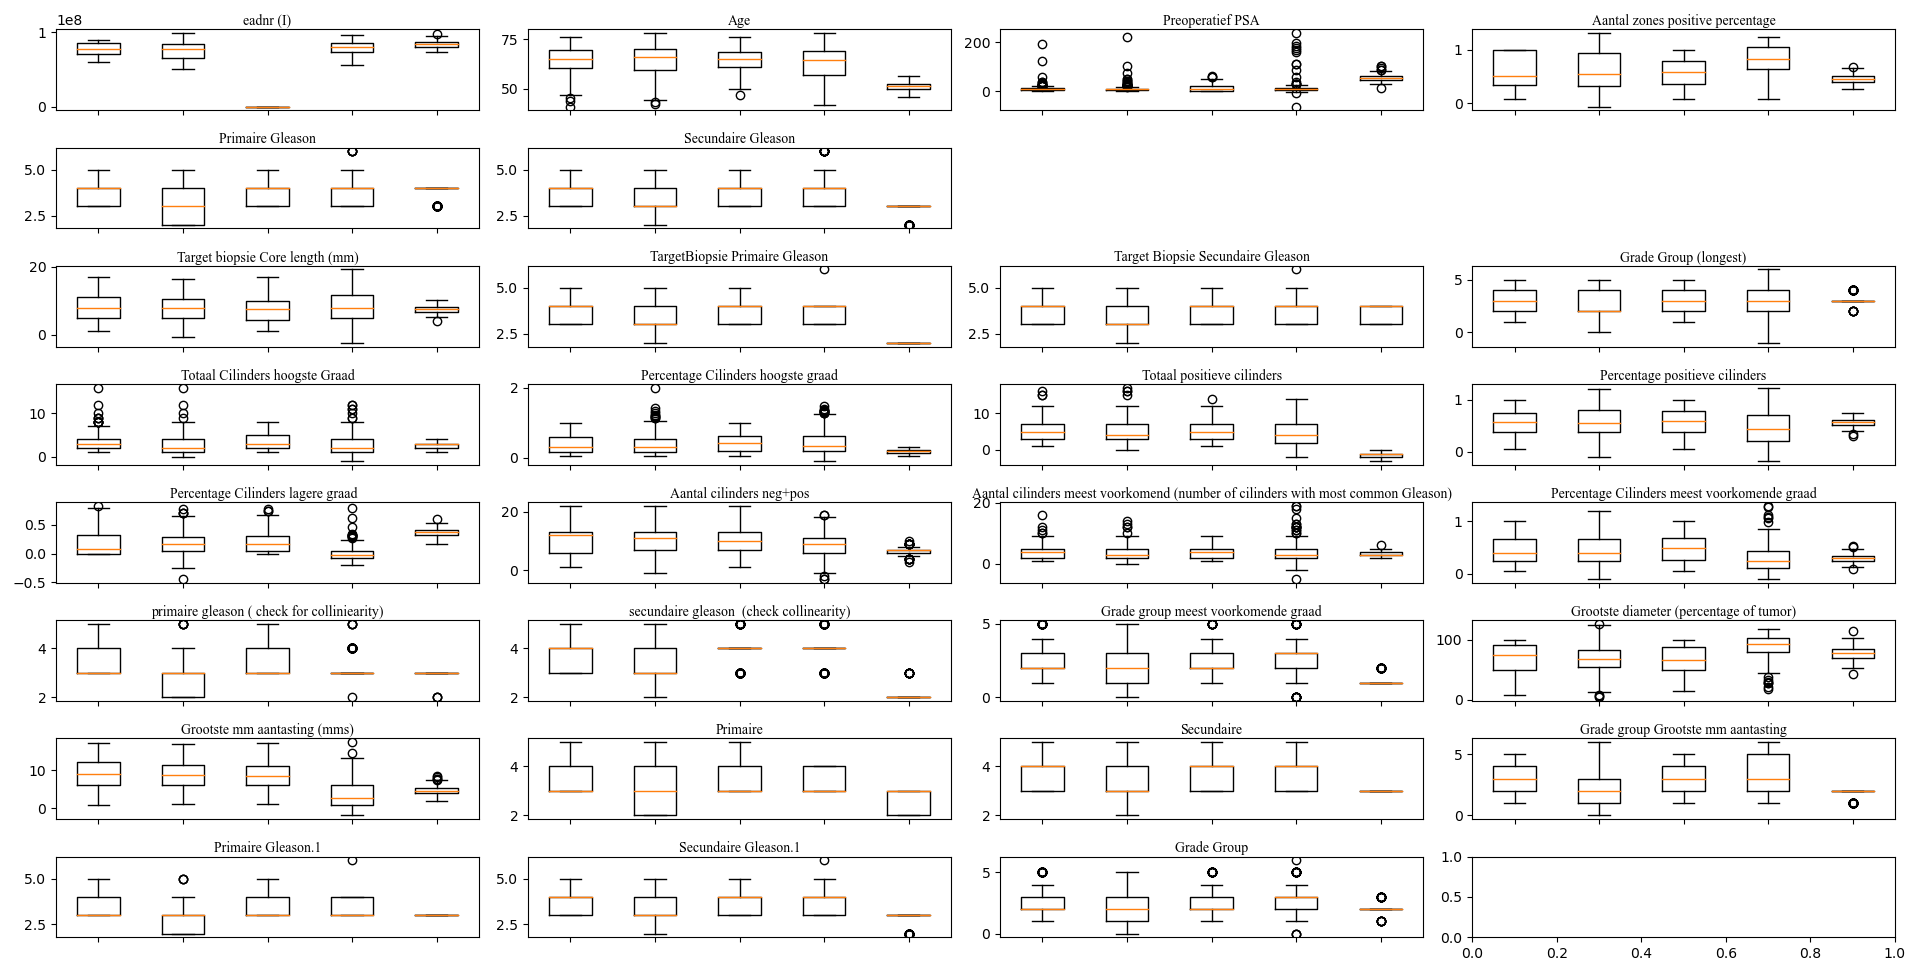 eadnr (I)
Age
Preoperatief PSA
Aantal zones positive percentage
1e8
1
0
75
50
200
0
1
0
Primaire Gleason
Secundaire Gleason
5.0
2.5
5.0
2.5
Target biopsie Core length (mm)
TargetBiopsie Primaire Gleason
Target Biopsie Secundaire Gleason
Grade Group (longest)
20
0
5.0
2.5
5.0
2.5
5
0
Totaal Cilinders hoogste Graad
Percentage Cilinders hoogste graad
Totaal positieve cilinders
Percentage positieve cilinders
10
0
2
0
10
0
1
0
Percentage Cilinders lagere graad
Aantal cilinders neg+pos
Aantal cilinders meest voorkomend (number of cilinders with most common Gleason)
Percentage Cilinders meest voorkomende graad
0.5
0.0
−0.5
20
0
20
0
1
0
primaire gleason ( check for colliniearity)
secundaire gleason  (check collinearity)
Grade group meest voorkomende graad
Grootste diameter (percentage of tumor)
4
2
4
2
5
0
100
0
Grootste mm aantasting (mms)
Primaire
Secundaire
Grade group Grootste mm aantasting
10
0
4
2
4
2
5
0
Primaire Gleason.1
Secundaire Gleason.1
Grade Group
5.0
2.5
5.0
2.5
5
0
1.0
0.5
0.0
0.0 0.2 0.4 0.6 0.8 1.0